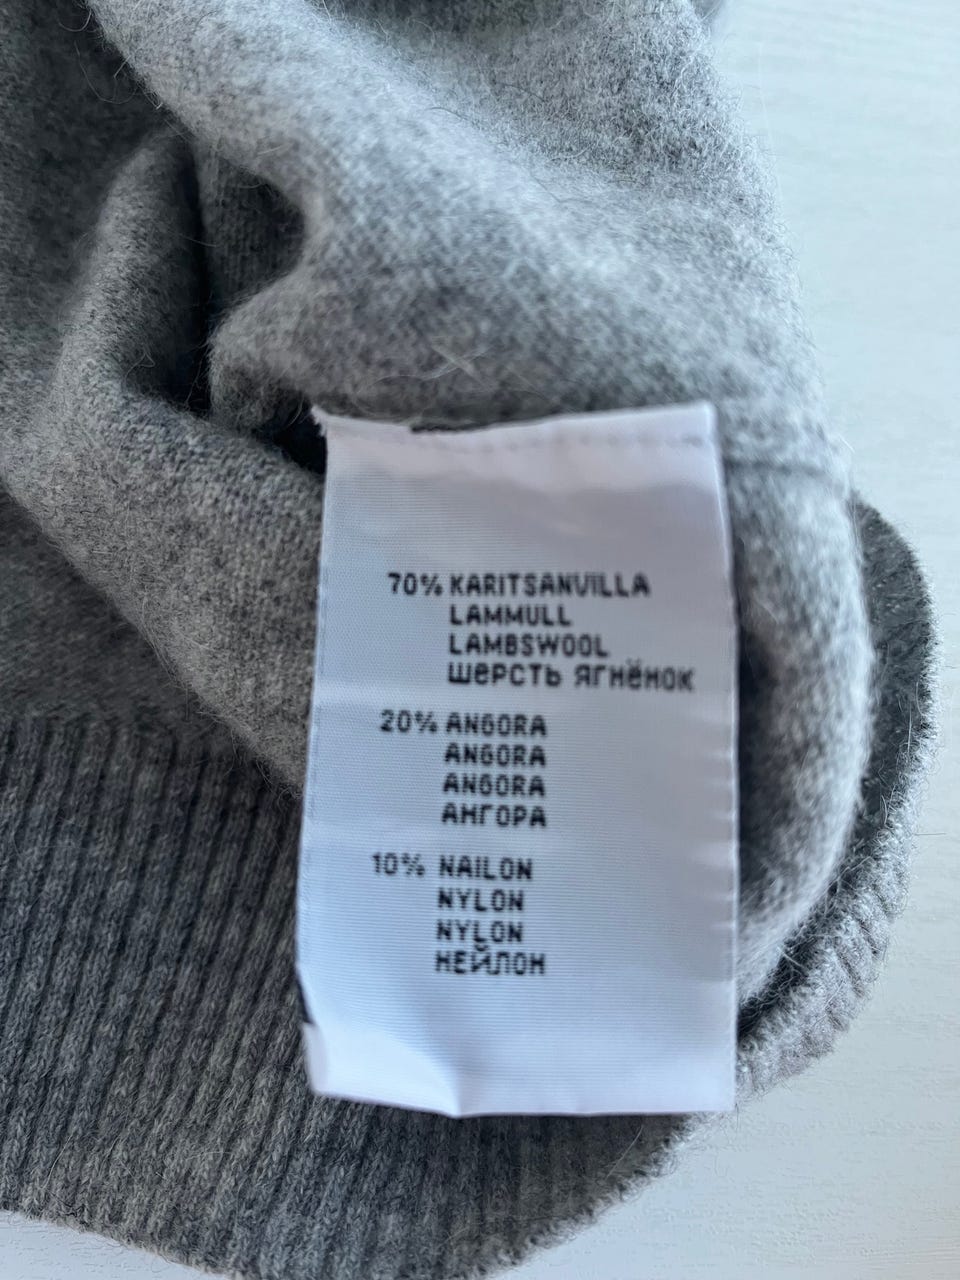 70% KARITSANVILLA
LAMMULL
LAMBSWOOL
ШЕРСТЬ ЯГНЁНОК
20% ANGORA
ANGORA
ANGORA
АНГОРА
10% NAILON
NYLON
NYLON
НЕЙЛОН